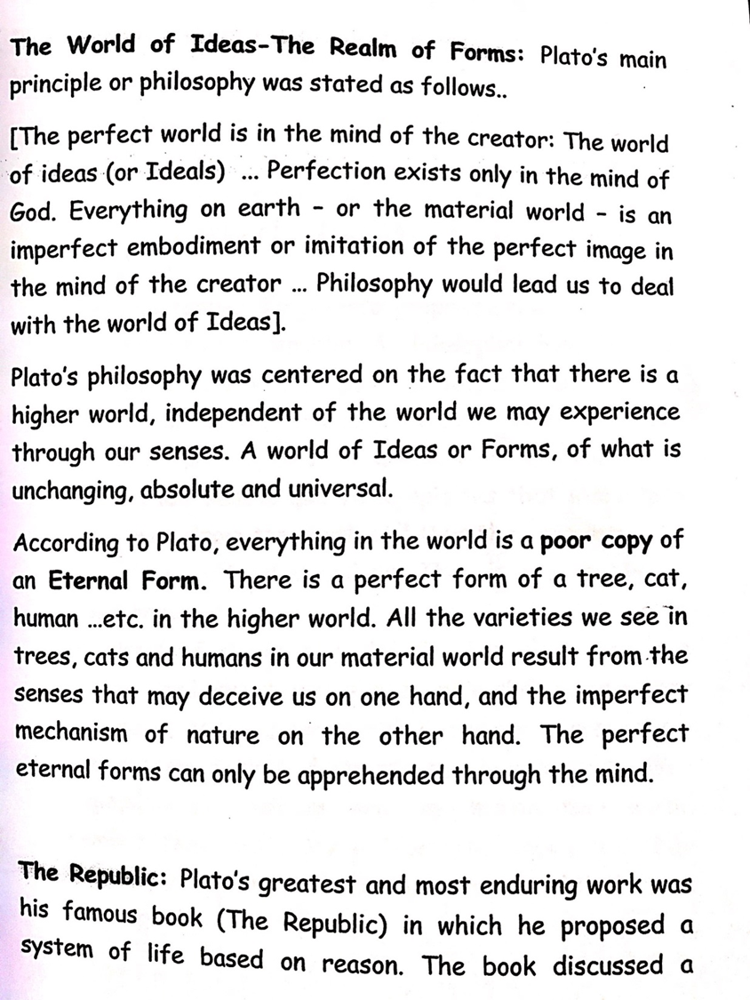 The World of Ideas-The Realm of Forms: Plato's main
principle or philosophy was stated as follows..
[The perfect world is in the mind of the creator: The world
of ideas (or Ideals) ... Perfection exists only in the mind of
God. Everything on earth - or the material world - is an
imperfect embodiment or imitation of the perfect image in
the mind of the creator ... Philosophy would lead us to deal
with the world of Ideas].
Plato's philosophy was centered on the fact that there is a
higher world, independent of the world we may experience
through our senses. A world of Ideas or Forms, of what is
unchanging, absolute and universal.
According to Plato, everything in the world is a poor copy of
an Eternal Form. There is a perfect form of a tree, cat,
human ...etc. in the higher world. All the varieties we see in
trees, cats and humans in our material world result from the
senses that may deceive us on one hand, and the imperfect
mechanism of nature on the other hand. The perfect
eternal forms can only be apprehended through the mind.
The Republic: Plato's greatest and most enduring work was
his famous book (The Republic) in which he proposed a
system of life based on reason. The book discussed a